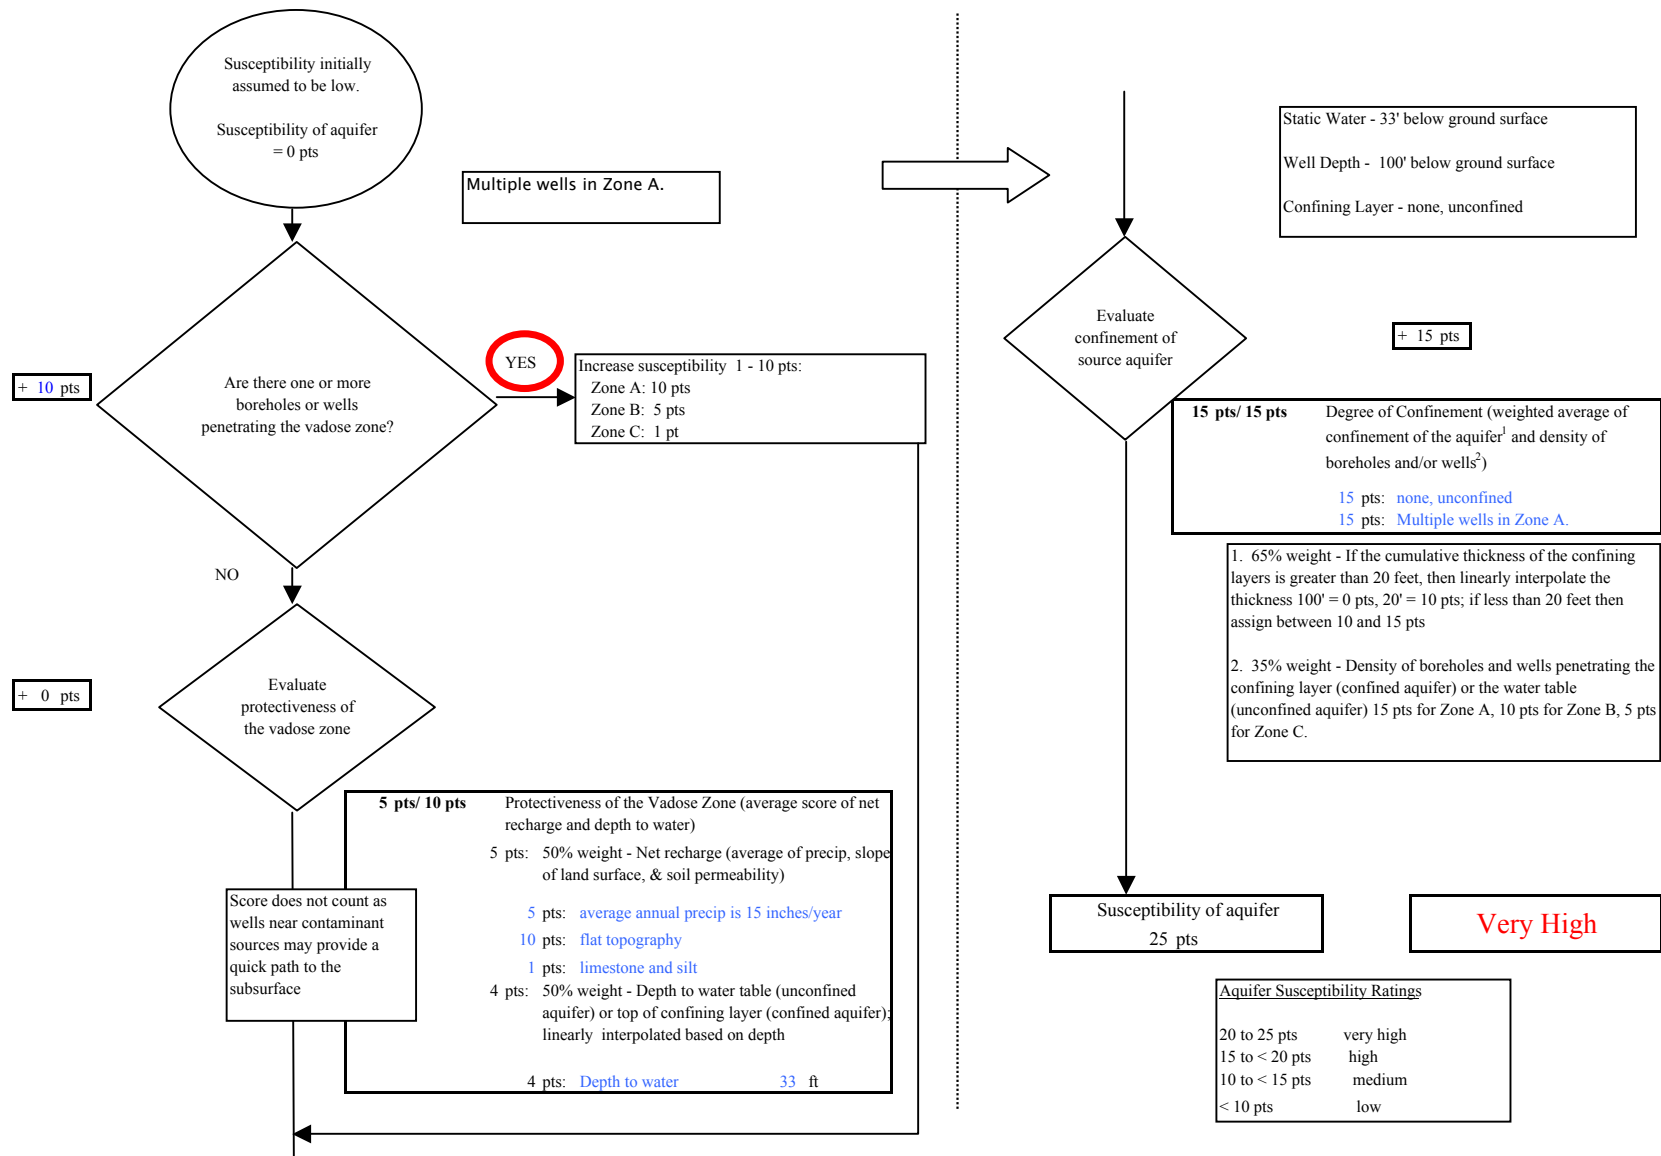 Susceptibility initially
assumed to be low.
Susceptibility of aquifer
= 0 pts
Multiple wells in Zone A.
+ 10 pts
Are there one or more
boreholes or wells
penetrating the vadose zone?
YES
Increase susceptibility 1 - 10 pts:
Zone A: 10 pts
Zone B: 5 pts
Zone C: 1 pt
NO
+ 0 pts
Evaluate
protectiveness of
the vadose zone
5 pts/ 10 pts Protectiveness of the Vadose Zone (average score of net
recharge and depth to water)
5 pts: 50% weight - Net recharge (average of precip, slope
of land surface, & soil permeability)
5 pts: average annual precip is 15 inches/year
10 pts: flat topography
1 pts: limestone and silt
4 pts: 50% weight - Depth to water table (unconfined
aquifer) or top of confining layer (confined aquifer);
linearly interpolated based on depth
4 pts: Depth to water 33 ft
Score does not count as
wells near contaminant
sources may provide a
quick path to the
subsurface
Static Water - 33' below ground surface
Well Depth - 100' below ground surface
Confining Layer - none, unconfined
Evaluate
confinement of
source aquifer
+ 15 pts
15 pts/ 15 pts Degree of Confinement (weighted average of
confinement of the aquifer1 and density of
boreholes and/or wells2)
15 pts: none, unconfined
15 pts: Multiple wells in Zone A.
1. 65% weight - If the cumulative thickness of the confining
layers is greater than 20 feet, then linearly interpolate the
thickness 100' = 0 pts, 20' = 10 pts; if less than 20 feet then
assign between 10 and 15 pts
2. 35% weight - Density of boreholes and wells penetrating the
confining layer (confined aquifer) or the water table
(unconfined aquifer) 15 pts for Zone A, 10 pts for Zone B, 5 pts
for Zone C.
Susceptibility of aquifer
25 pts
Very High
Aquifer Susceptibility Ratings
20 to 25 pts very high
15 to < 20 pts high
10 to < 15 pts medium
< 10 pts low